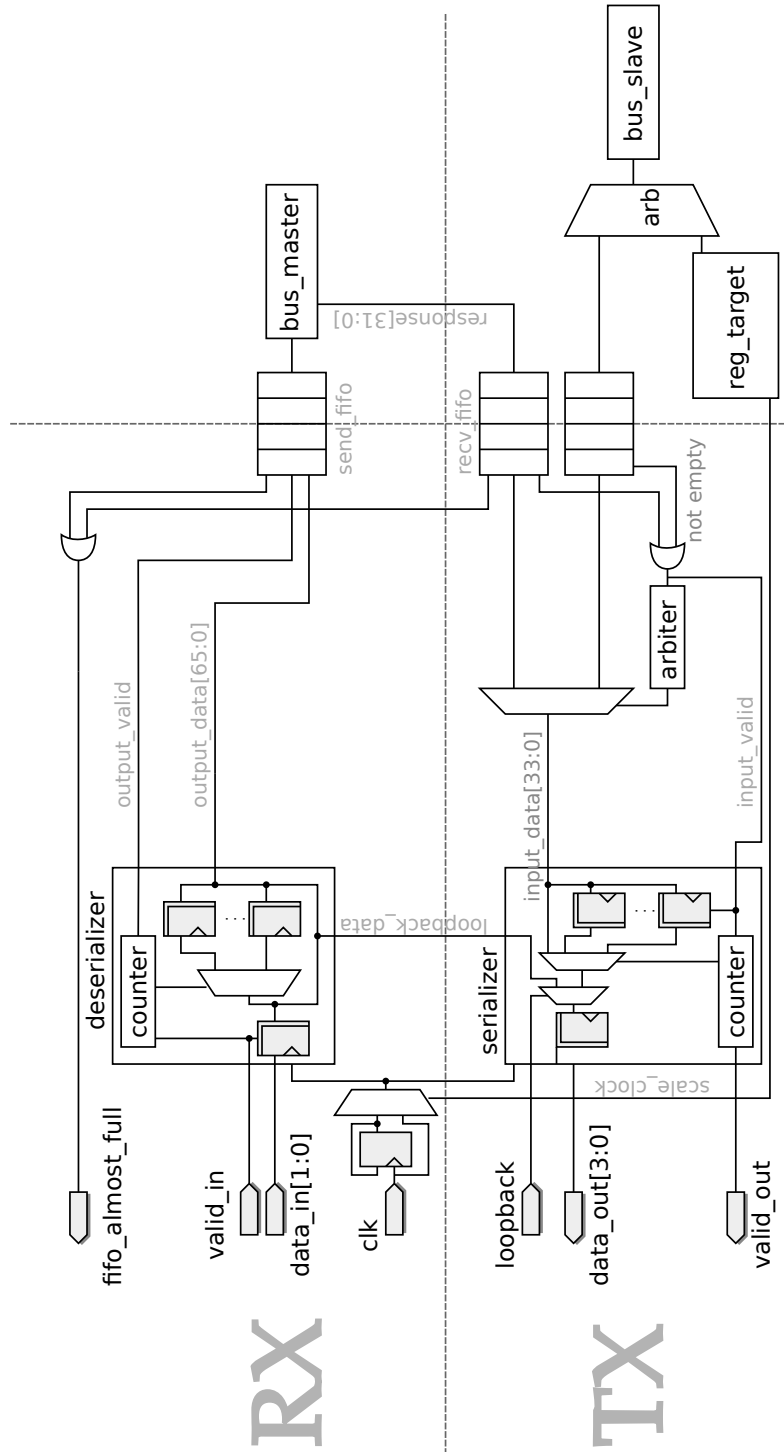 RX
fifo_almost_full
valid_in
data_in[1:0]
clk
deserializer
counter
output_valid
output_data[65:0]
send_fifo
bus_master
response[31:0]
loopback_data
TX
loopback
data_out[3:0]
valid_out
scale_clock
serializer
counter
input_data[33:0]
input_valid
arbiter
not empty
recv_fifo
arb
bus_slave
reg_target